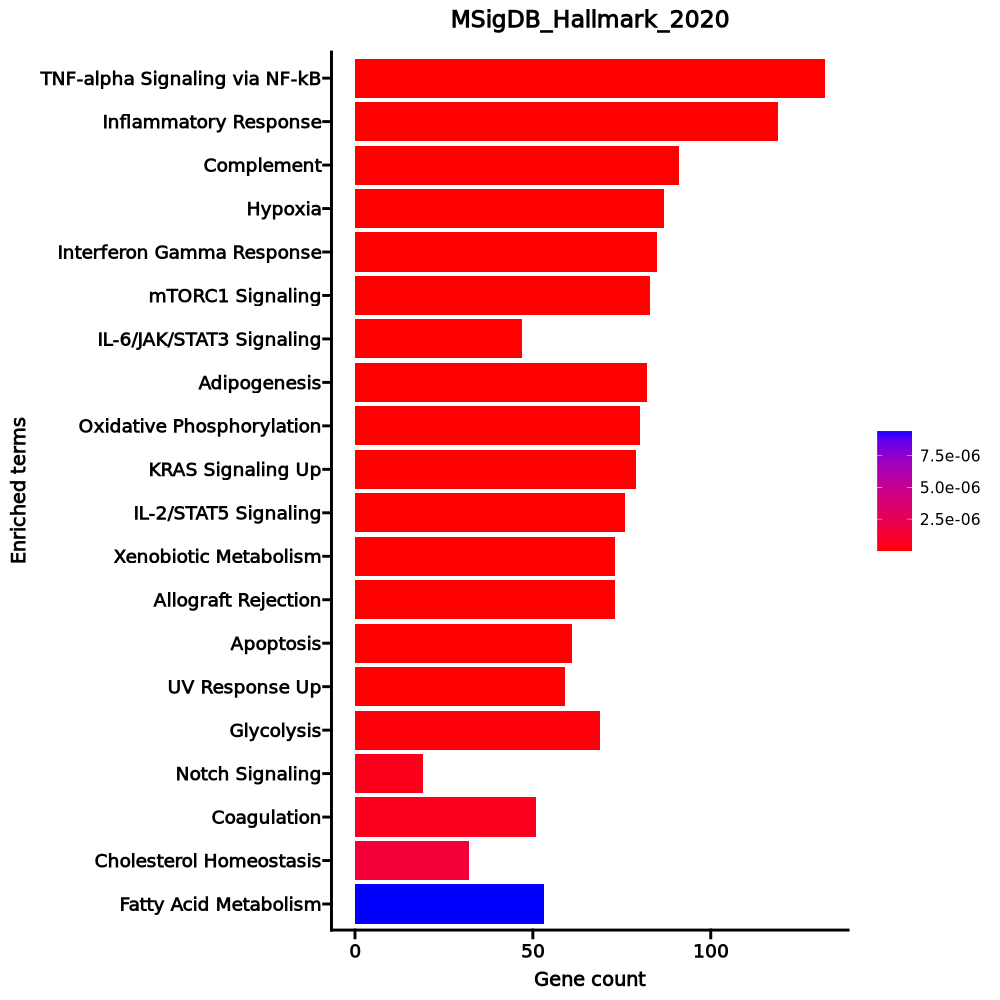 MSigDB_Hallmark_2020
TNF-alpha Signaling via NF-kB
Inflammatory Response
Complement
Hypoxia
Interferon Gamma Response
mTORC1 Signaling
IL-6/JAK/STAT3 Signaling
Adipogenesis
Oxidative Phosphorylation
KRAS Signaling Up
IL-2/STAT5 Signaling
Xenobiotic Metabolism
Allograft Rejection
Apoptosis
UV Response Up
Glycolysis
Notch Signaling
Coagulation
Cholesterol Homeostasis
Fatty Acid Metabolism
Enriched terms
0 50 100
Gene count
7.5e-06
5.0e-06
2.5e-06